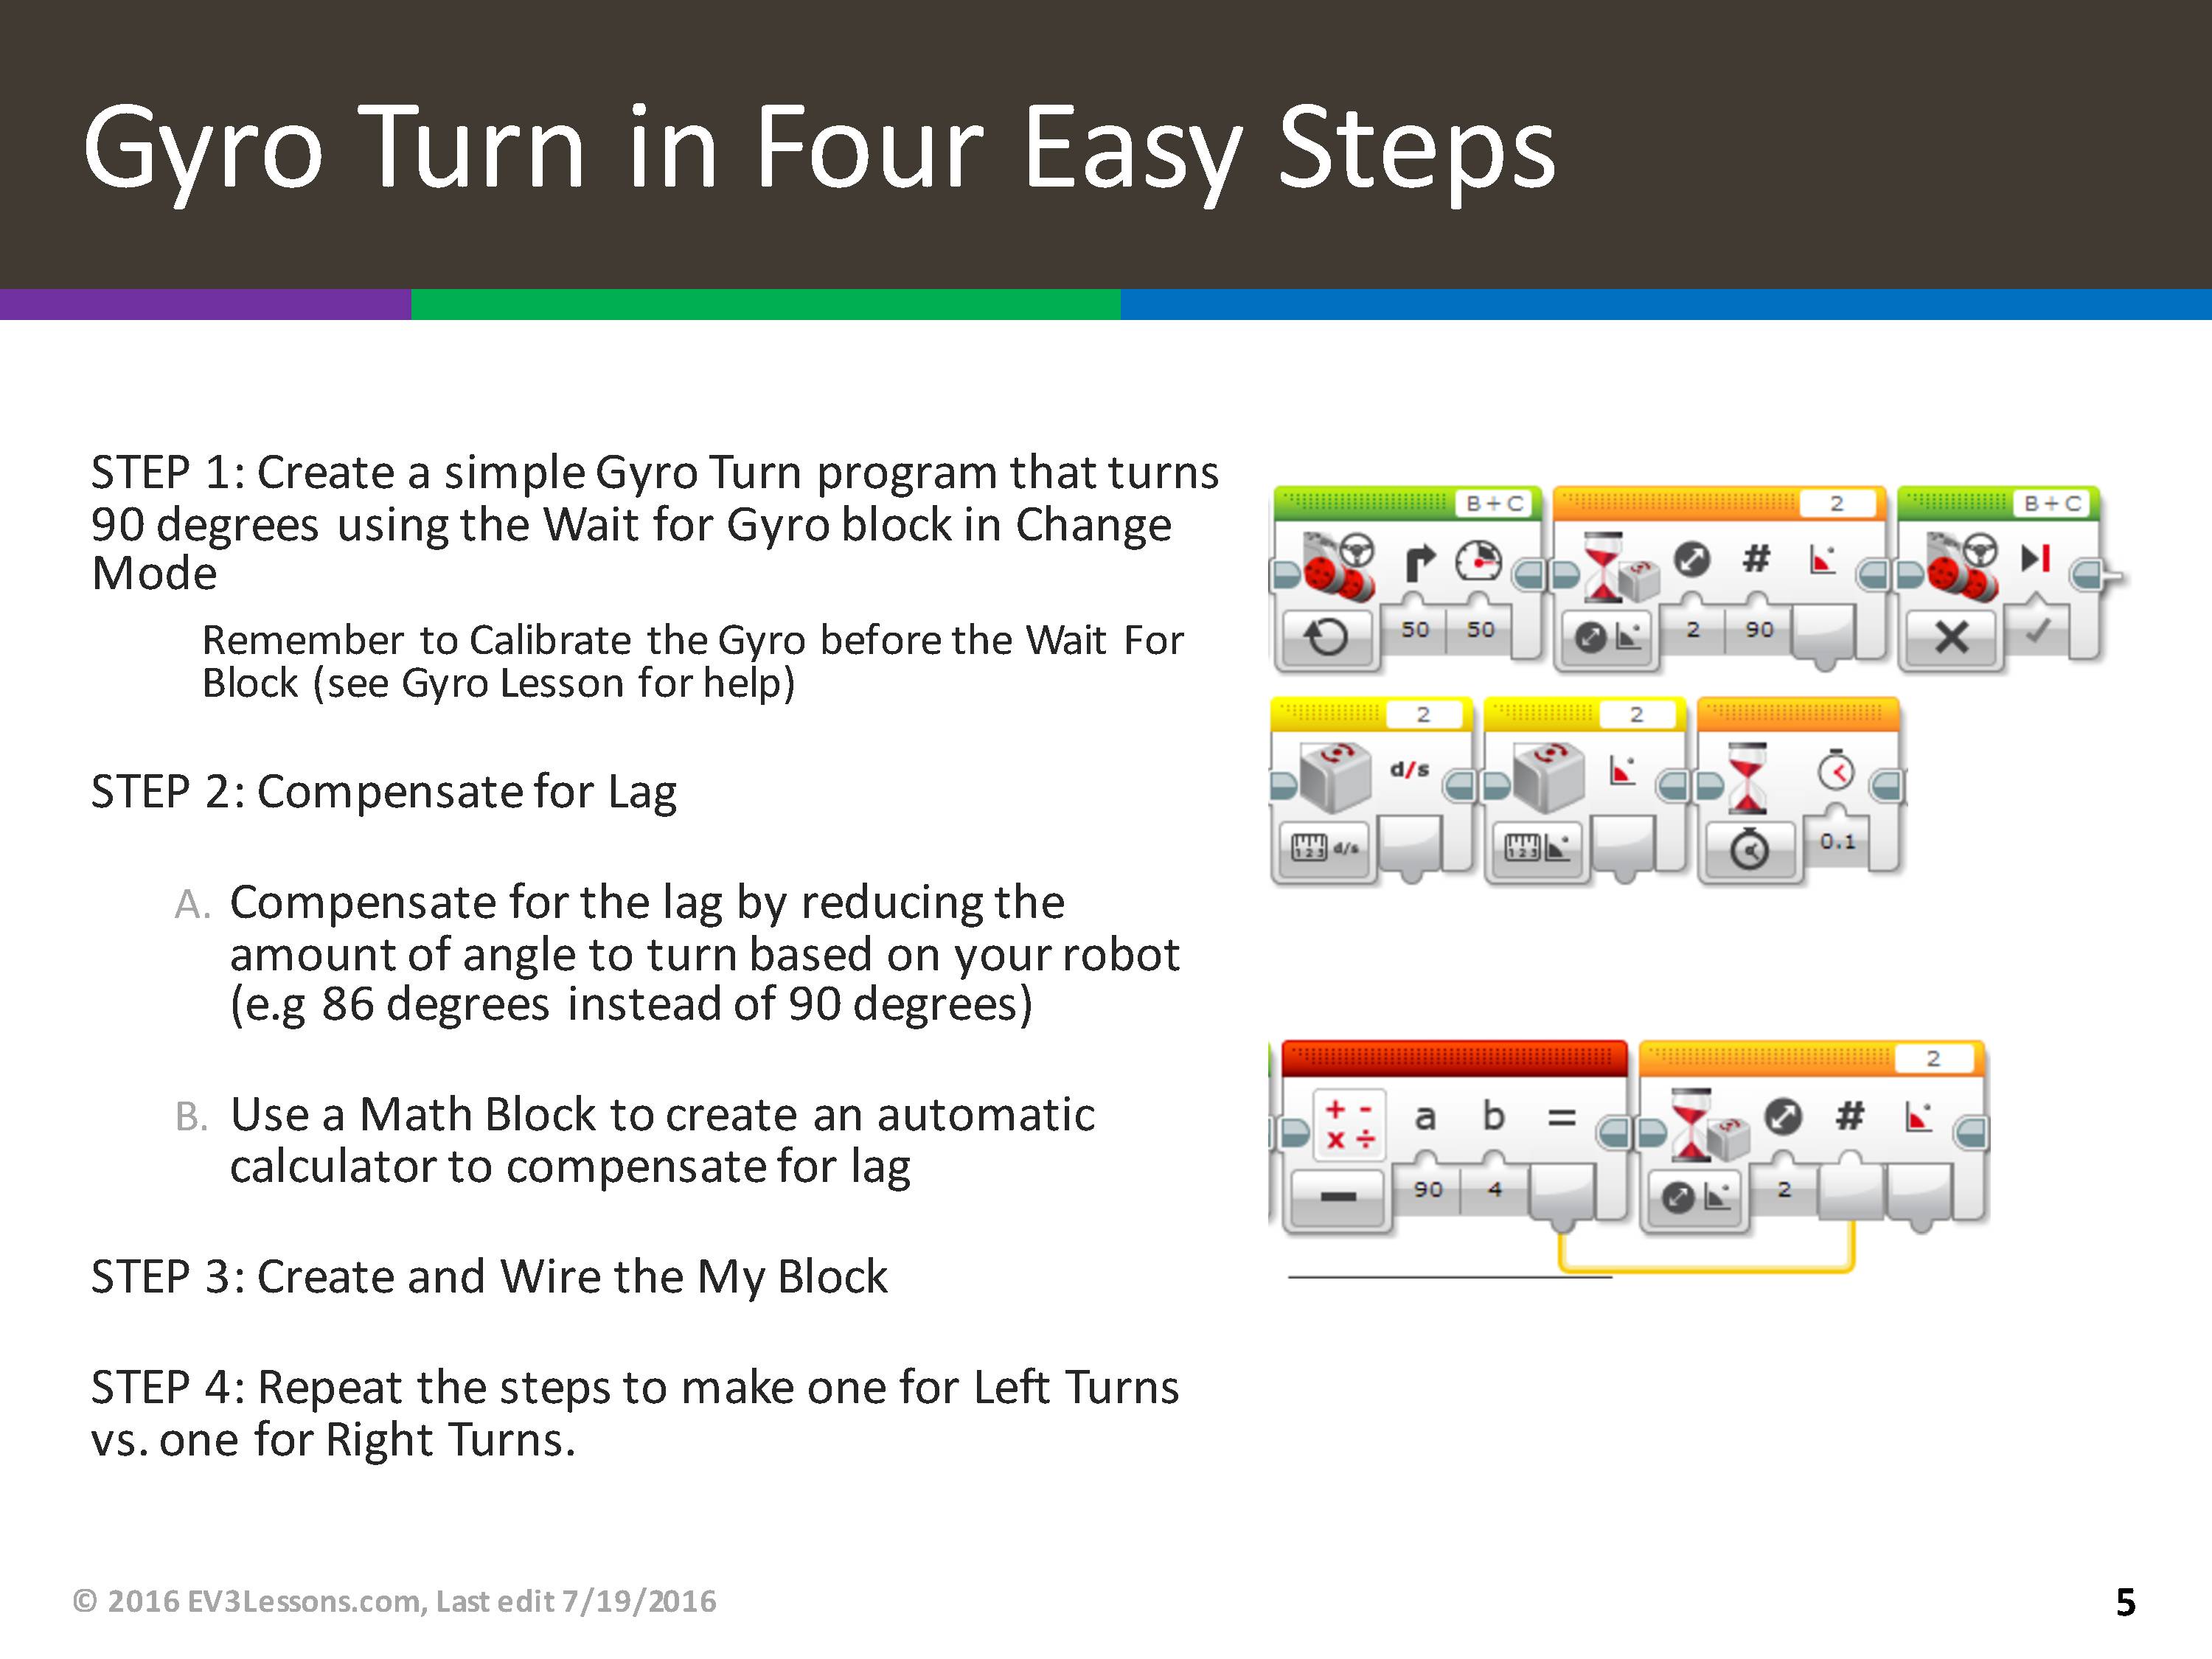 Gyro Turn in Four Easy Steps
STEP 1: Create a simple Gyro Turn program that turns
90 degrees using the Wait for Gyro block in Change
Mode
Remember to Calibrate the Gyro before the Wait For
Block (see Gyro Lesson for help)
STEP 2: Compensate for Lag
A. Compensate for the lag by reducing the
amount of angle to turn based on your robot
(e.g 86 degrees instead of 90 degrees)
B. Use a Math Block to create an automatic
calculator to compensate for lag
STEP 3: Create and Wire the My Block
STEP 4: Repeat the steps to make one for Left Turns
vs. one for Right Turns.
B + C 2 B + C
#
50 50 2 90
2 2
d/s
123 d/s 123 0.1
2
+ - x ÷ a b = #
90 4 2
© 2016 EV3Lessons.com, Last edit 7/19/2016
5